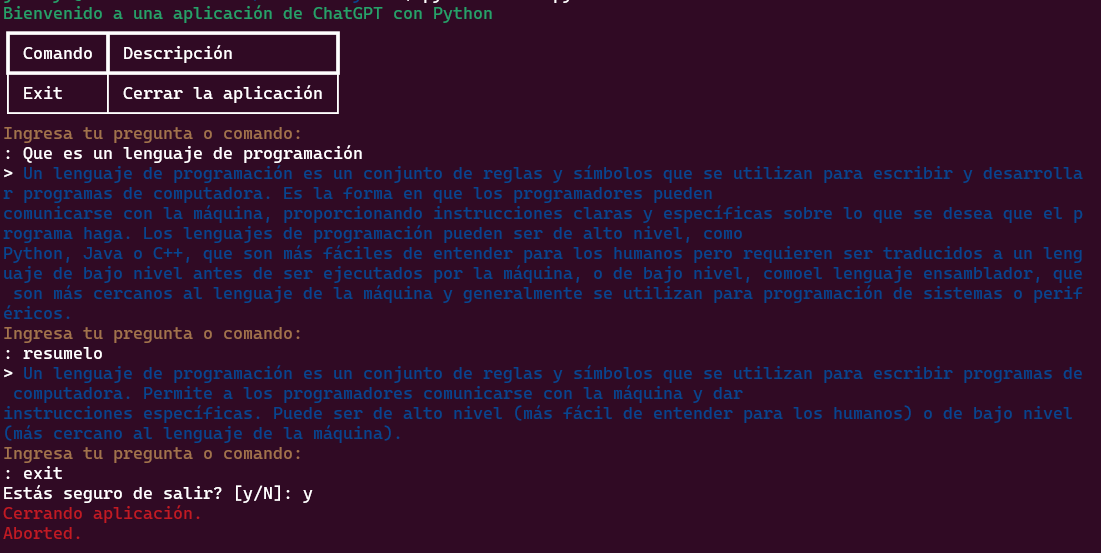 Bienvenido a una aplicación de ChatGPT con Python
Comando Descripción
Exit Cerrar la aplicación
Ingresa tu pregunta o comando:
: Que es un lenguaje de programación
> Un lenguaje de programación es un conjunto de reglas y símbolos que se utilizan para escribir y desarrolla
r programas de computadora. Es la forma en que los programadores pueden
comunicarse con la máquina, proporcionando instrucciones claras y específicas sobre lo que se desea que el p
rograma haga. Los lenguajes de programación pueden ser de alto nivel, como
Python, Java o C++, que son más fáciles de entender para los humanos pero requieren ser traducidos a un leng
uaje de bajo nivel antes de ser ejecutados por la máquina, o de bajo nivel, comoel lenguaje ensamblador, que
son más cercanos al lenguaje de la máquina y generalmente se utilizan para programación de sistemas o perif
éricos.
Ingresa tu pregunta o comando:
: resumelo
> Un lenguaje de programación es un conjunto de reglas y símbolos que se utilizan para escribir programas de
computadora. Permite a los programadores comunicarse con la máquina y dar
instrucciones específicas. Puede ser de alto nivel (más fácil de entender para los humanos) o de bajo nivel
(más cercano al lenguaje de la máquina).
Ingresa tu pregunta o comando:
: exit
Estás seguro de salir? [y/N]: y
Cerrando aplicación.
Aborted.